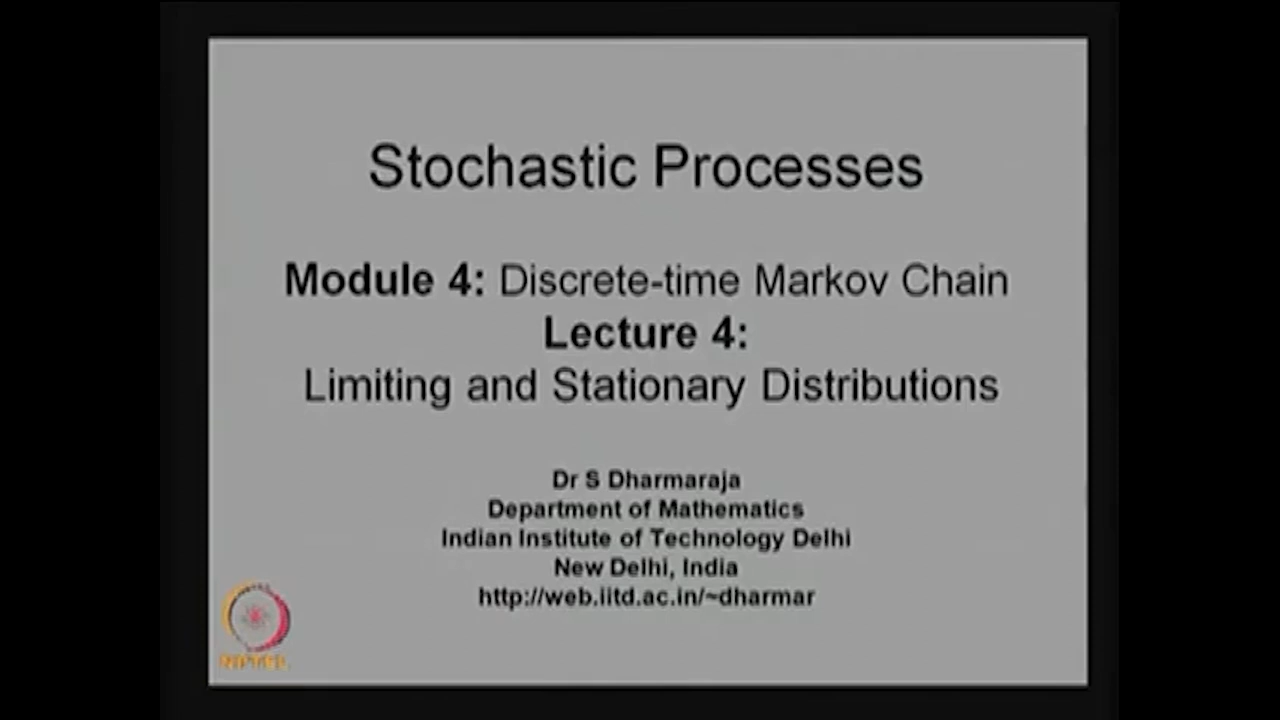 Stochastic Processes
Module 4: Discrete-time Markov Chain
Lecture 4:
Limiting and Stationary Distributions
Dr S Dharmaraja
Department of Mathematics
Indian Institute of Technology Delhi
New Delhi, India
http://web.iitd.ac.in/~dharmar
NPTEL